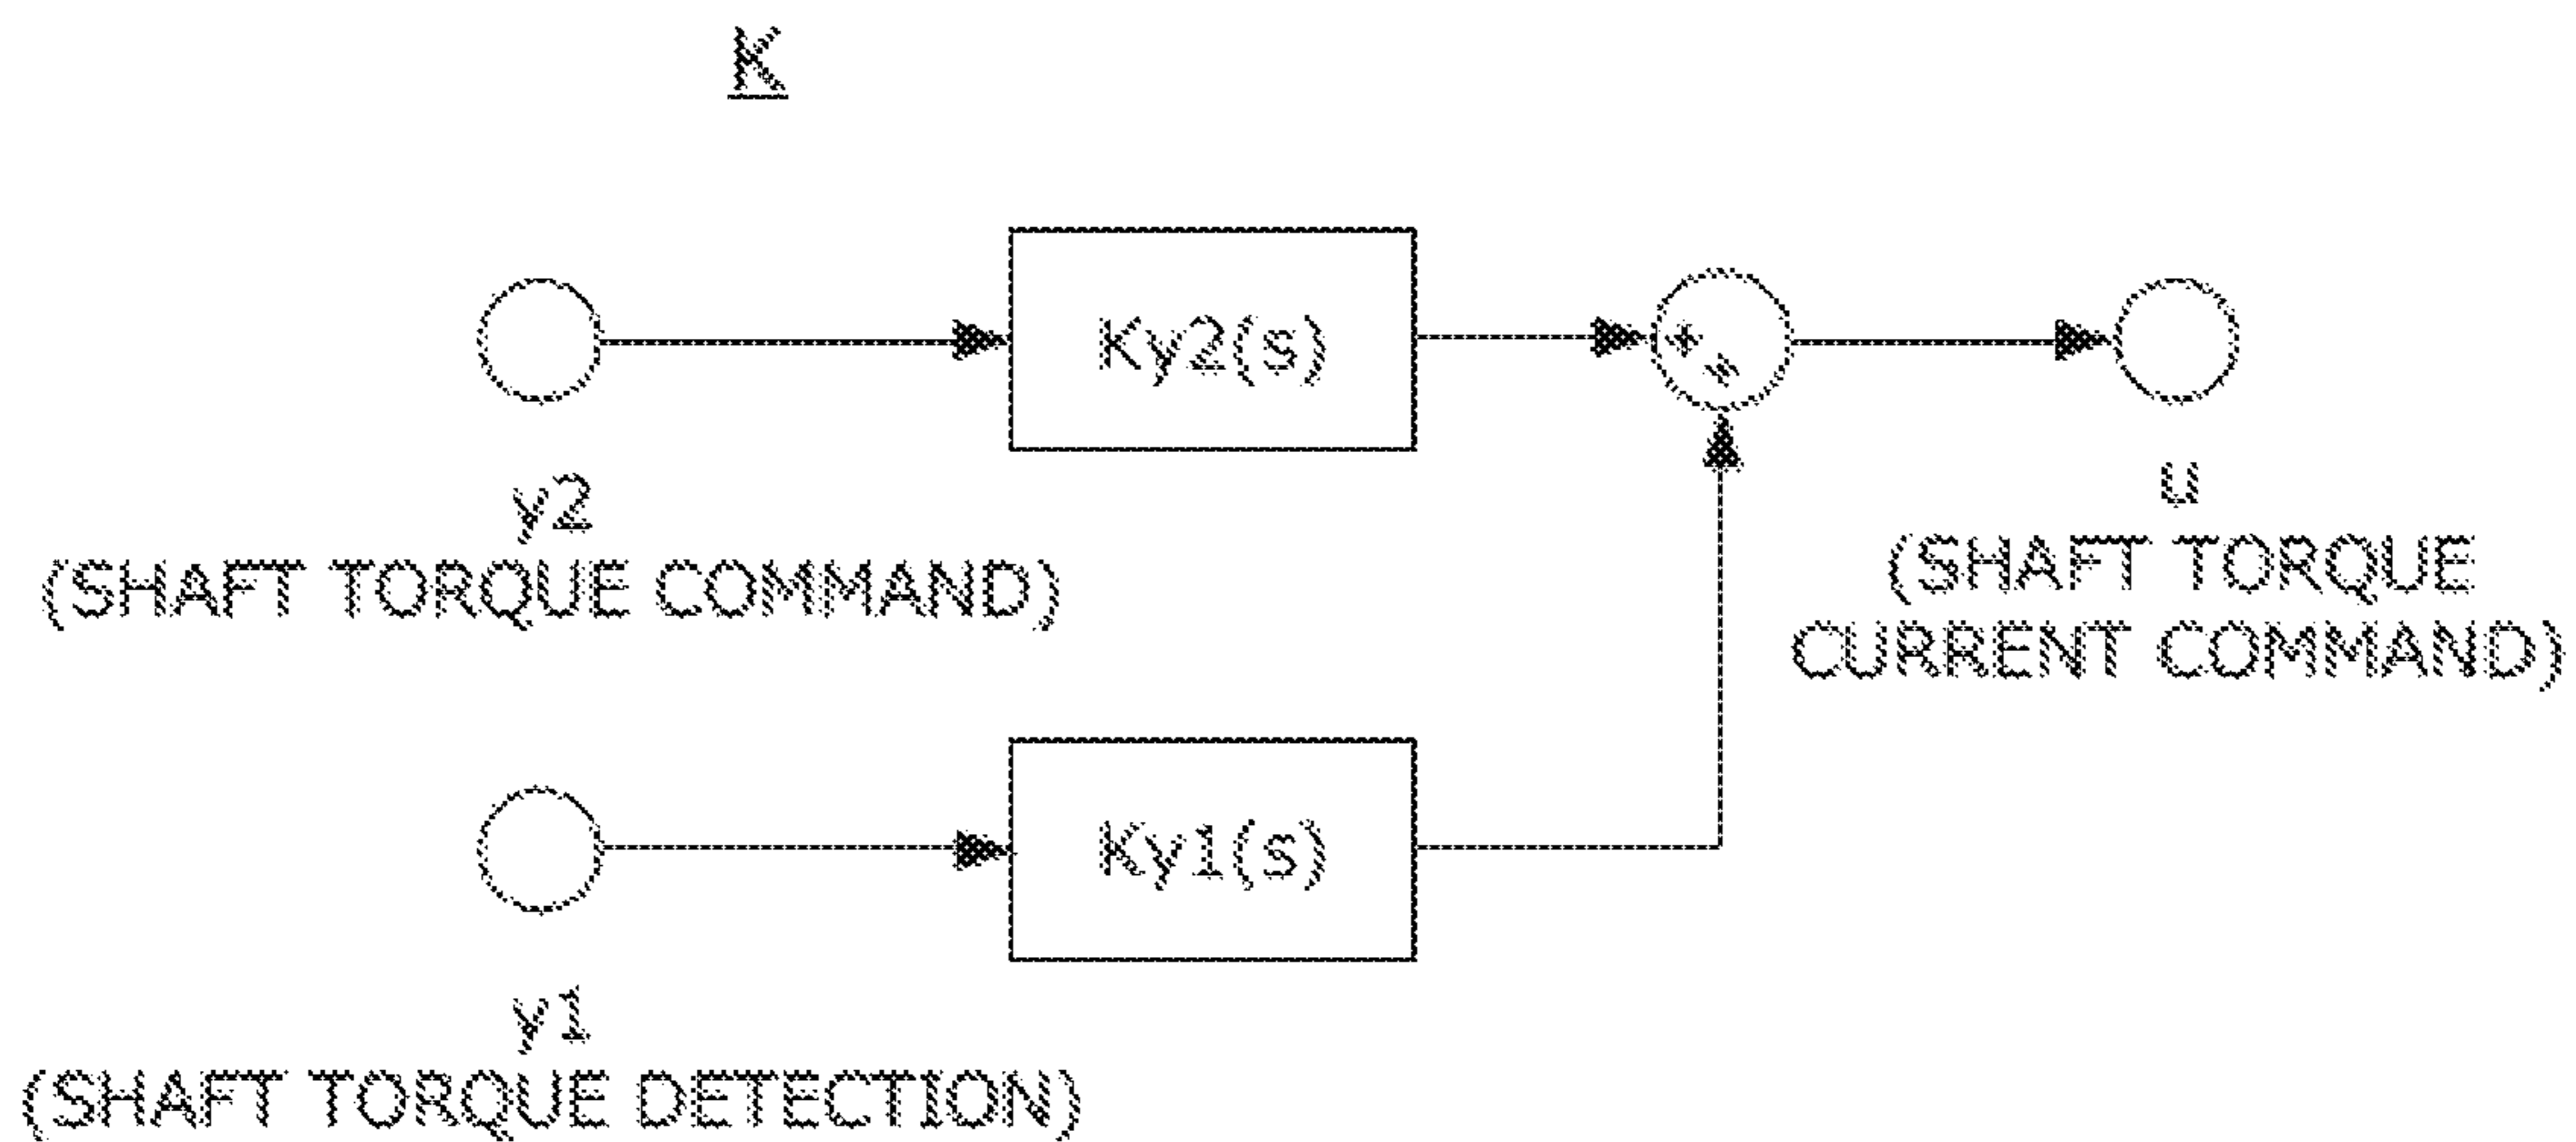 K
Ky2(s)
+
+
y2
(SHAFT TORQUE COMMAND)
u
(SHAFT TORQUE
CURRENT COMMAND)
Ky1(s)
y1
(SHAFT TORQUE DETECTION)